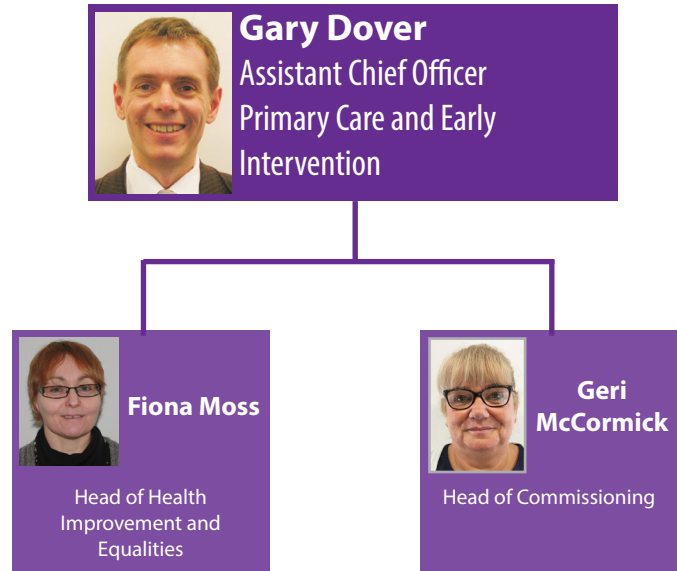 Gary Dover
Assistant Chief Officer
Primary Care and Early
Intervention
Fiona Moss
Head of Health
Improvement and
Equalities
Geri
McCormick
Head of Commissioning